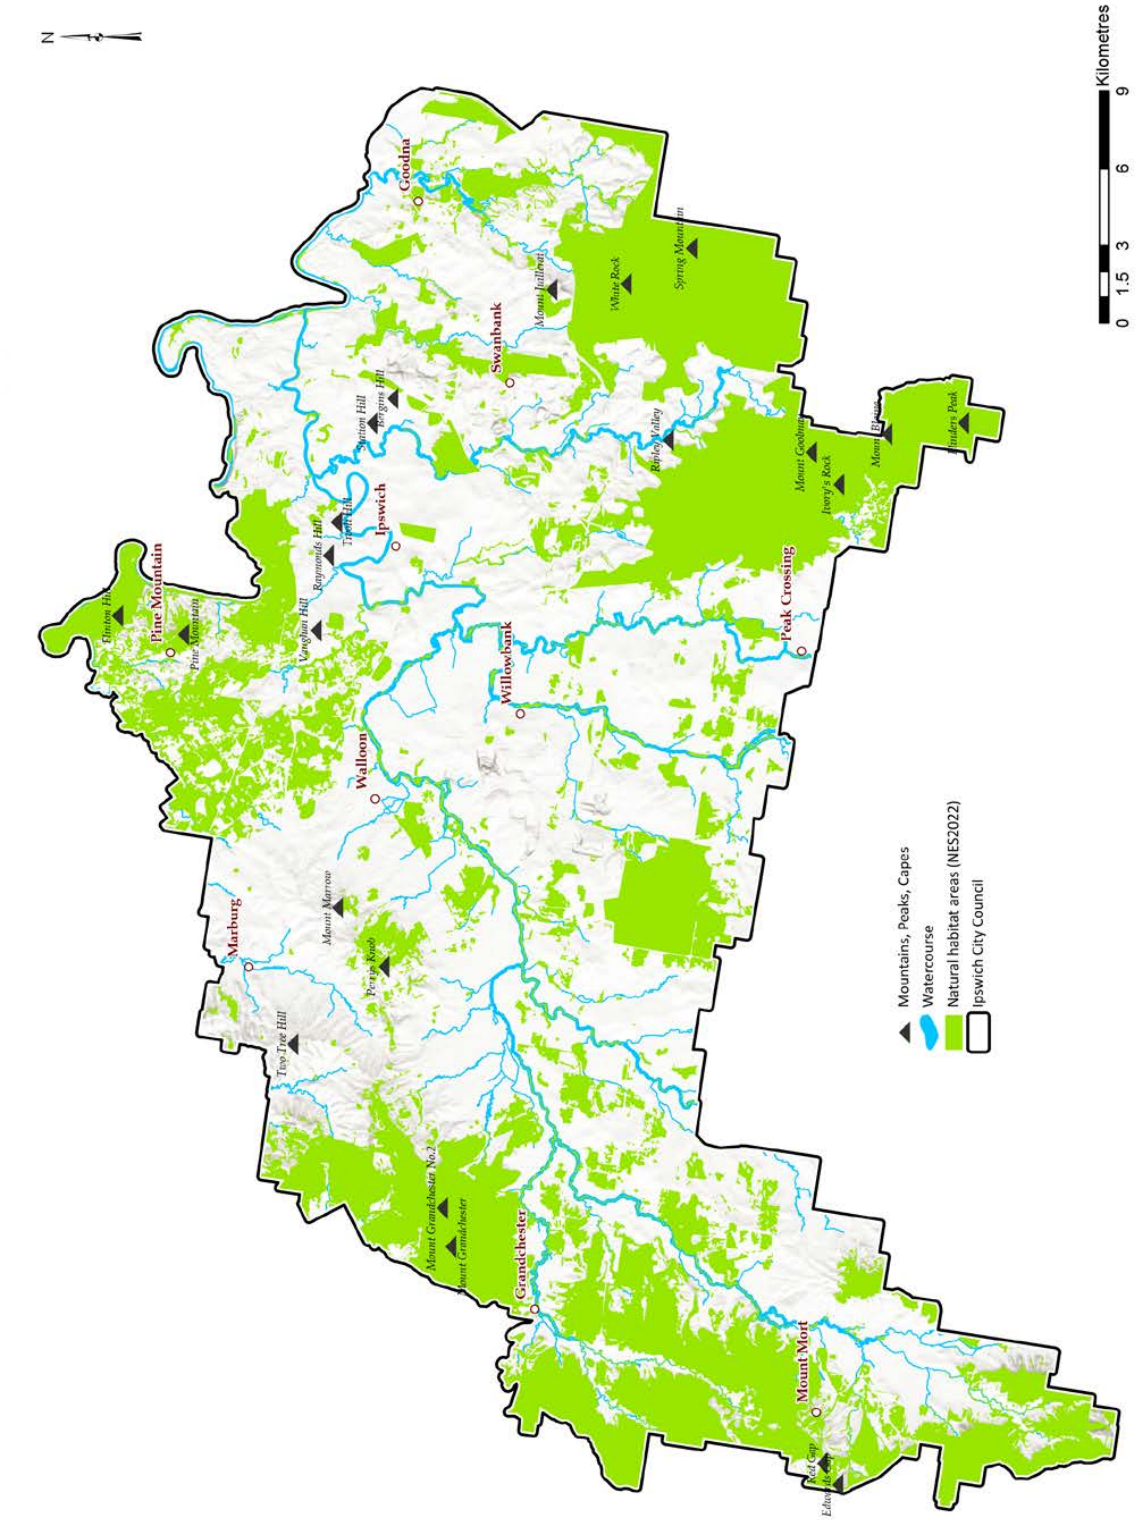 N
Flinton Hill
Pine Mountain
Pine Mountain
Vaughan Hill
Raymonds Hill
Tivoli Hill
Ipswich
Station Hill
Bergins Hill
Goodna
Swanbank
Mount Juillerat
White Rock
Spring Mountain
Ripley Valley
Mount Goolman
Ivory's Rock
Mount Blaine
Flinders Peak
Peak Crossing
Willowbank
Walloon
Marburg
Mount Marrow
Perrys Knob
Two Tree Hill
Mount Grandchester No.2
Mount Grandchester
Grandchester
Mount Mort
Red Gap
Mountains, Peaks, Capes
Watercourse
Natural habitat areas (NES2022)
Ipswich City Council
0 1.5 3 6 9
Kilometres